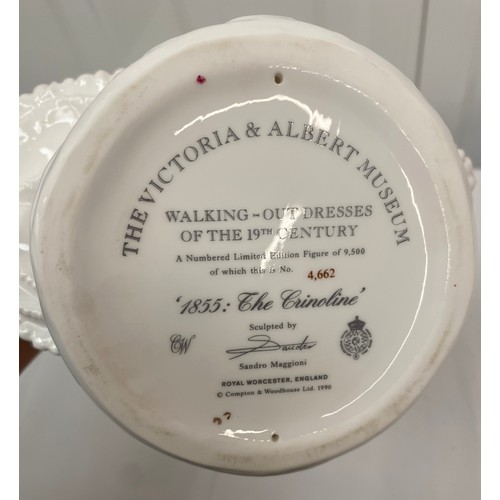 THE VICTORIA & ALBERT MUSEUM
WALKING-OUT DRESSES
OF THE 19TH CENTURY
A Numbered Limited Edition Figure of 9,500
of which this is No. 4,662
'1855: The Crinoline'
Sculpted by
CW
Sandro Maggioni
ROYAL WORCESTER, ENGLAND
© Compton & Woodhouse Ltd. 1990